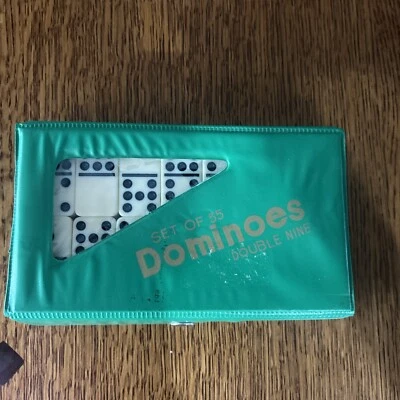 SET OF 55
Dominoes
DOUBLE NINE